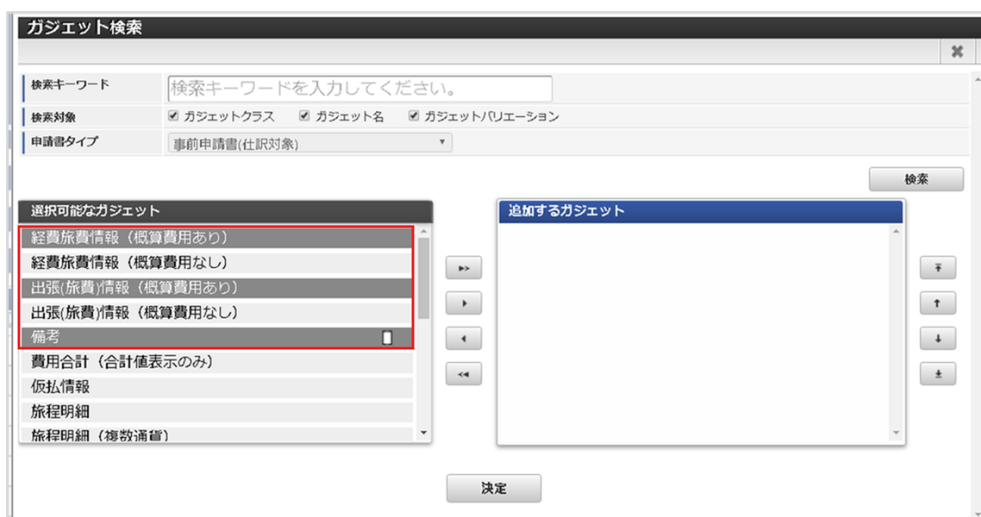 ガジェット検索
検索キーワード
検索キーワードを入力してください。
検索対象
ガジェットクラス ガジェット名 ガジェットバリエーション
申請書タイプ
事前申請書(仕訳対象)
検索
選択可能なガジェット
経費旅費情報（概算費用あり）
経費旅費情報（概算費用なし）
出張(旅費)情報（概算費用あり）
出張(旅費)情報（概算費用なし）
備考
費用合計（合計値表示のみ）
仮払情報
旅程明細
旅程明細（複数通貨）
追加するガジェット
決定